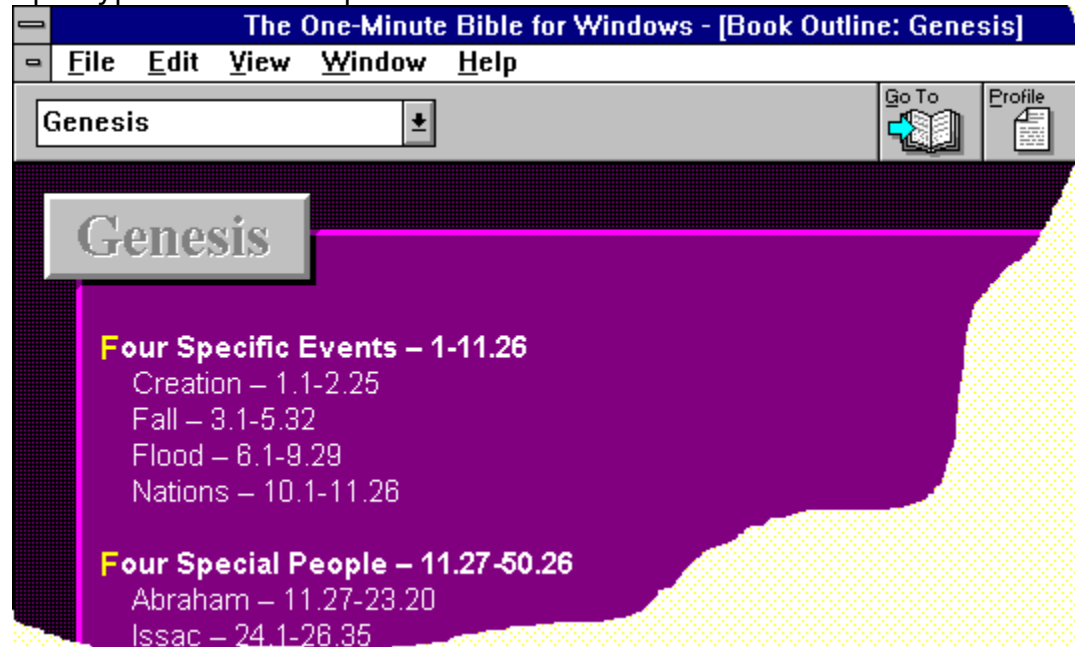 The One-Minute Bible for Windows - [Book Outline: Genesis]
File Edit View Window Help
Genesis
Go To
Profile
Genesis
Four Specific Events – 1-11.26
Creation – 1.1-2.25
Fall – 3.1-5.32
Flood – 6.1-9.29
Nations – 10.1-11.26
Four Special People – 11.27-50.26
Abraham – 11.27-23.20
Issac – 24.1-26.35